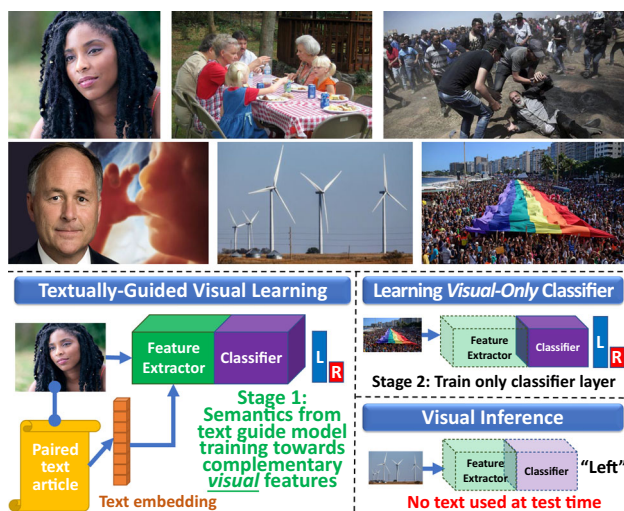 Textually-Guided Visual Learning
Feature
Extractor
Classifier
L
R
Paired
text
article
Text embedding
Stage 1:
Semantics from
text guide model
training towards
complementary
visual features
Learning Visual-Only Classifier
Feature
Extractor
Classifier
L
R
Stage 2: Train only classifier layer
Visual Inference
Feature
Extractor
Classifier
“Left”
No text used at test time